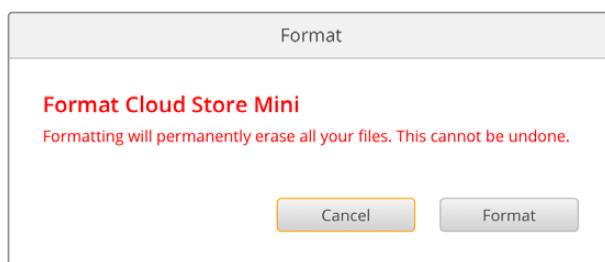 Format
Format Cloud Store Mini
Formatting will permanently erase all your files. This cannot be undone.
Cancel
Format